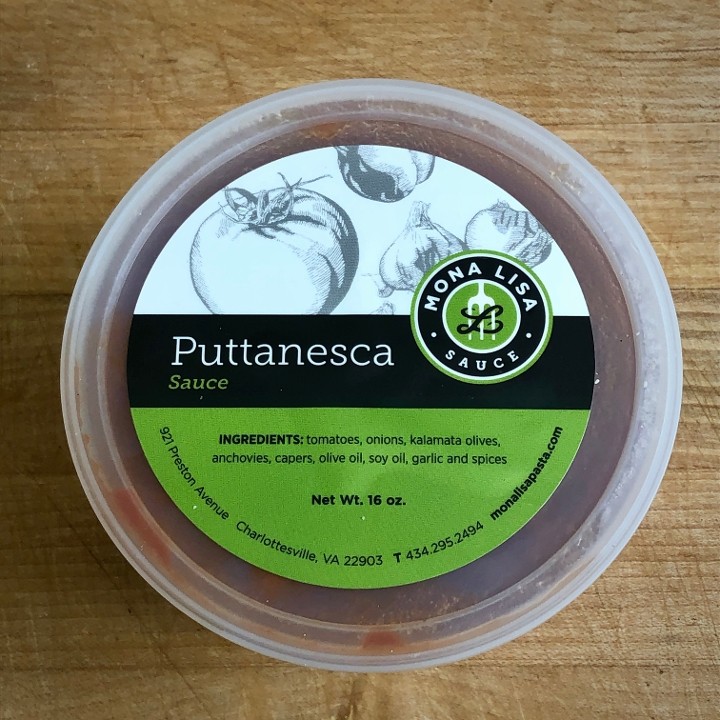 MONA LISA
SAUCE
Puttanesca
Sauce
INGREDIENTS: tomatoes, onions, kalamata olives,
anchovies, capers, olive oil, soy oil, garlic and spices
Net Wt. 16 oz.
921 Preston Avenue Charlottesville, VA 22903 T 434.295.2494 monalisapasta.com